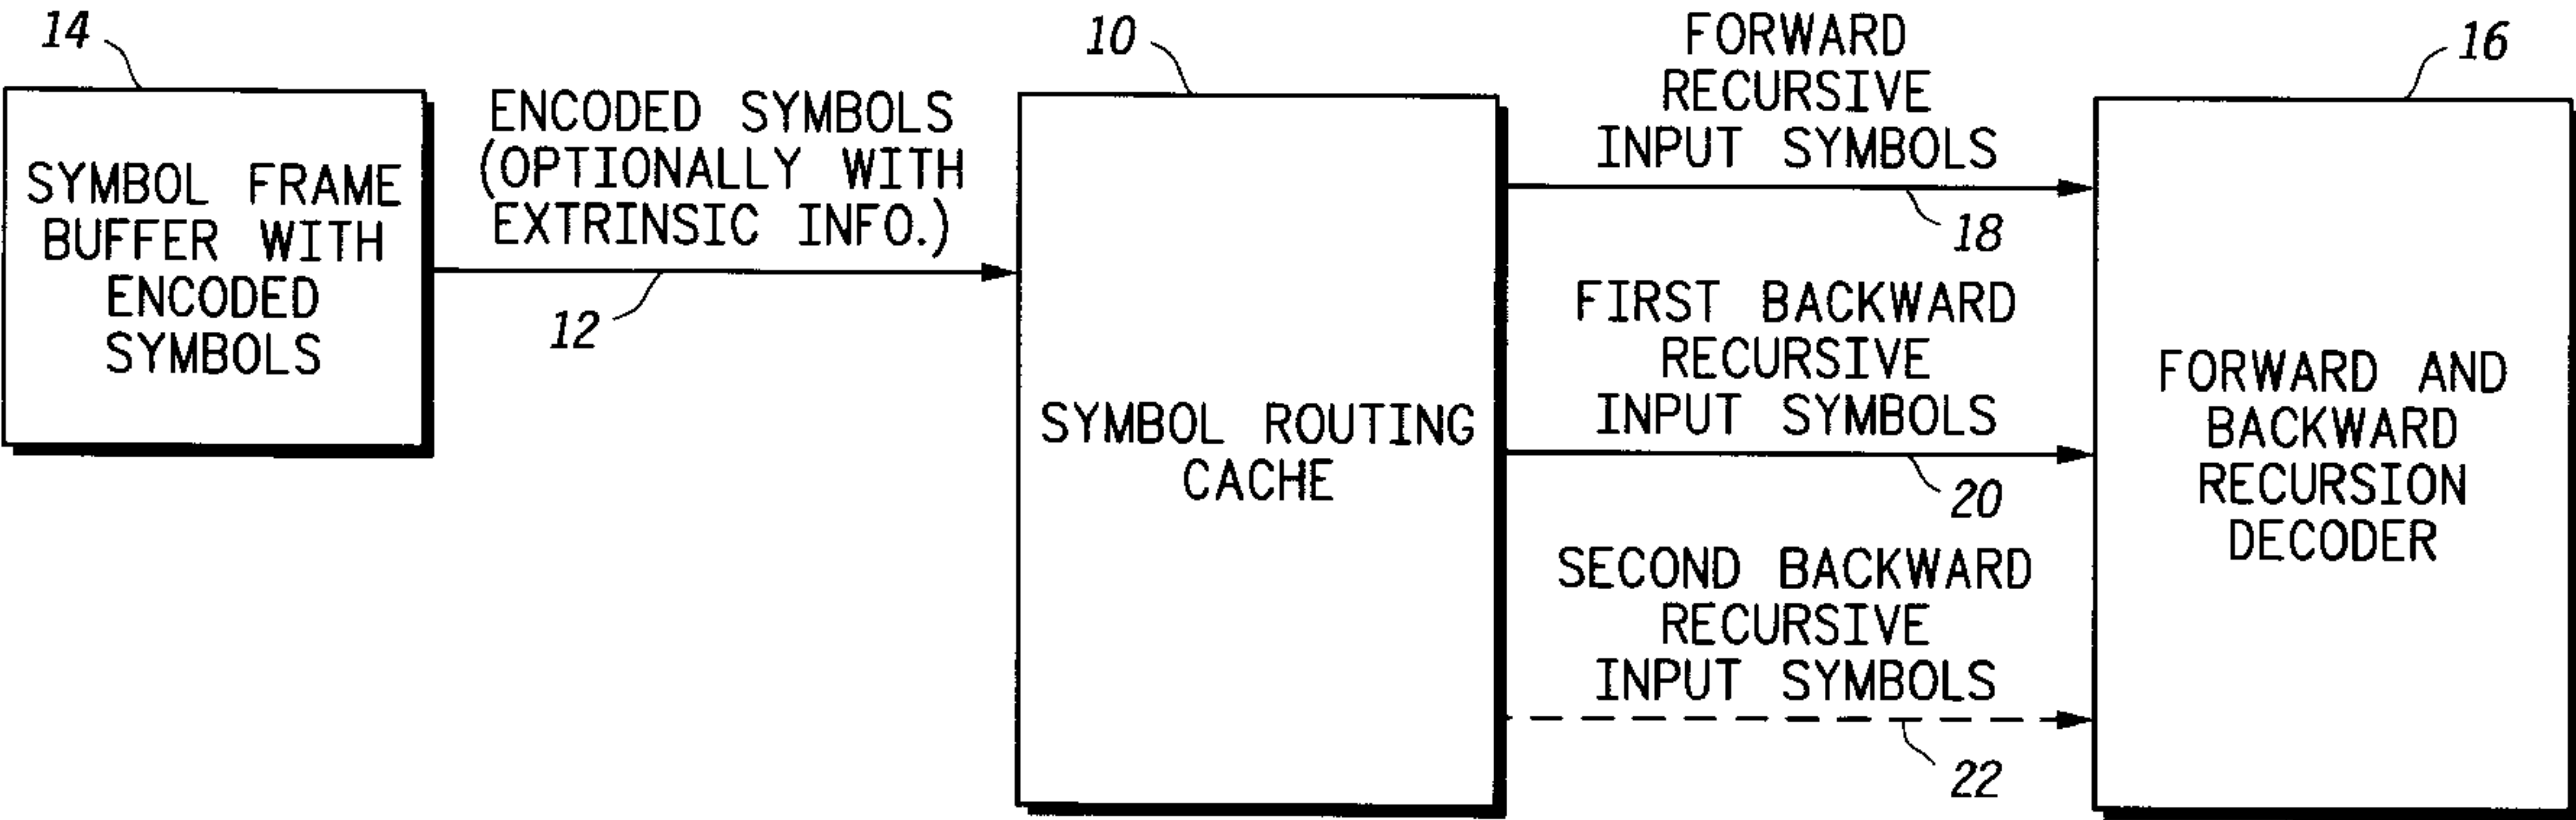 14
SYMBOL FRAME
BUFFER WITH
ENCODED
SYMBOLS
ENCODED SYMBOLS
(OPTIONALLY WITH
EXTRINSIC INFO.)
12
10
SYMBOL ROUTING
CACHE
FORWARD
RECURSIVE
INPUT SYMBOLS
18
FIRST BACKWARD
RECURSIVE
INPUT SYMBOLS
20
SECOND BACKWARD
RECURSIVE
INPUT SYMBOLS
22
16
FORWARD AND
BACKWARD
RECURSION
DECODER